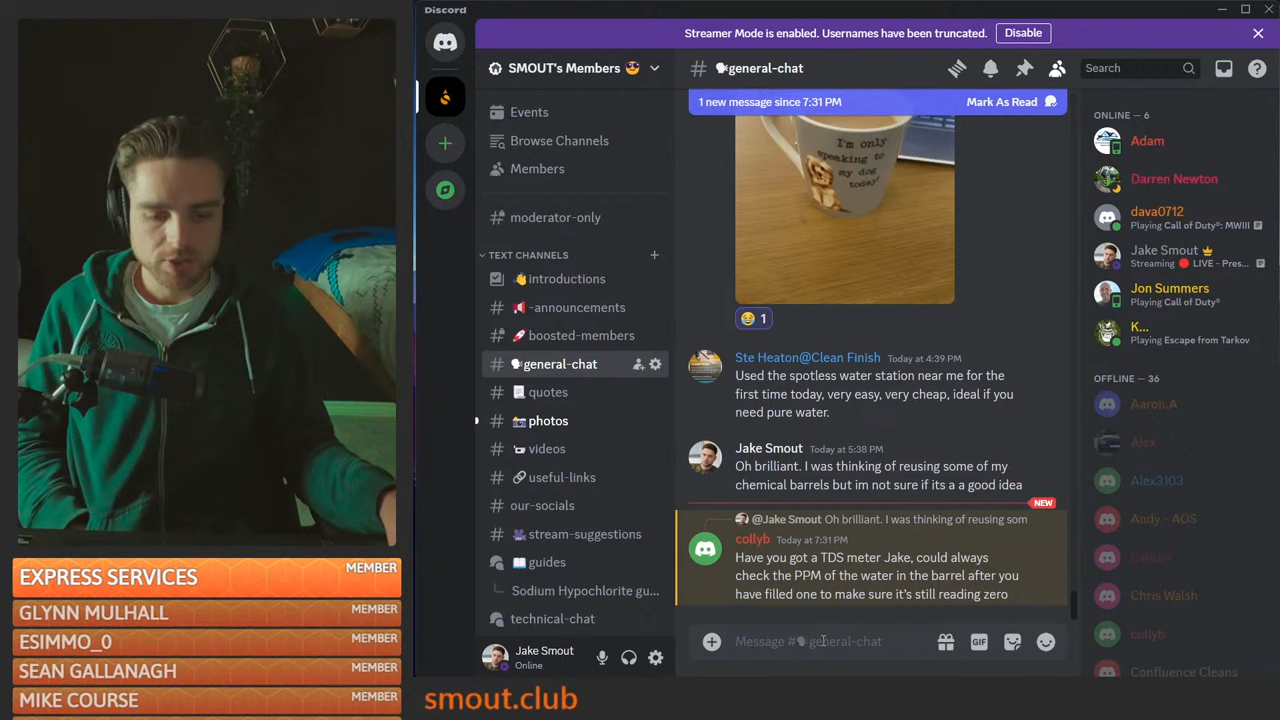 Discord
Streamer Mode is enabled. Usernames have been truncated.
Disable
SMOUT's Members
Events
Browse Channels
Members
moderator-only
TEXT CHANNELS
introductions
-announcements
boosted-members
general-chat
quotes
photos
videos
useful-links
our-socials
stream-suggestions
guides
Sodium Hypochlorite gu...
technical-chat
Jake Smout
Online
general-chat
Search
1 new message since 7:31 PM
Mark As Read
I'm only
speaking to
my dog
today!
1
Ste Heaton@Clean Finish Today at 4:39 PM
Used the spotless water station near me for the
first time today, very easy, very cheap, ideal if you
need pure water.
Jake Smout Today at 5:38 PM
Oh brilliant. I was thinking of reusing some of my
chemical barrels but im not sure if its a a good idea
NEW
@Jake Smout Oh brilliant. I was thinking of reusing som
collyb Today at 7:31 PM
Have you got a TDS meter Jake, could always
check the PPM of the water in the barrel after you
have filled one to make sure it's still reading zero
Message #general-chat
GIF
ONLINE — 6
Adam
Darren Newton
dava0712
Playing Call of Duty®: MWIII
Jake Smout
Streaming LIVE - Pres...
Jon Summers
Playing Call of Duty®
K...
Playing Escape from Tarkov
OFFLINE — 36
Aaron.A
Alex
Alex3103
Andy - AOS
Chris Walsh
collyb
Confluence Cleans
EXPRESS SERVICES MEMBER
GLYNN MULHALL MEMBER
ESIMMO_0 MEMBER
SEAN GALLANAGH MEMBER
MIKE COURSE MEMBER
smout.club